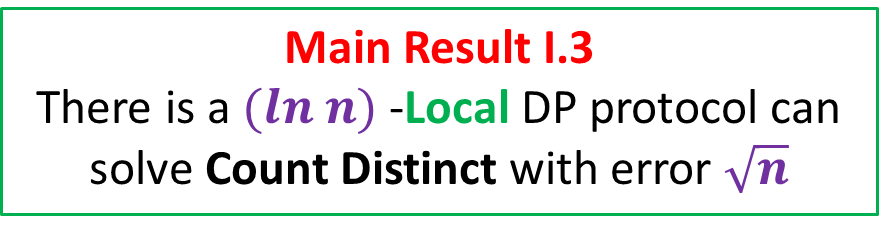 Main Result I.3
There is a (ln n) -Local DP protocol can
solve Count Distinct with error √n